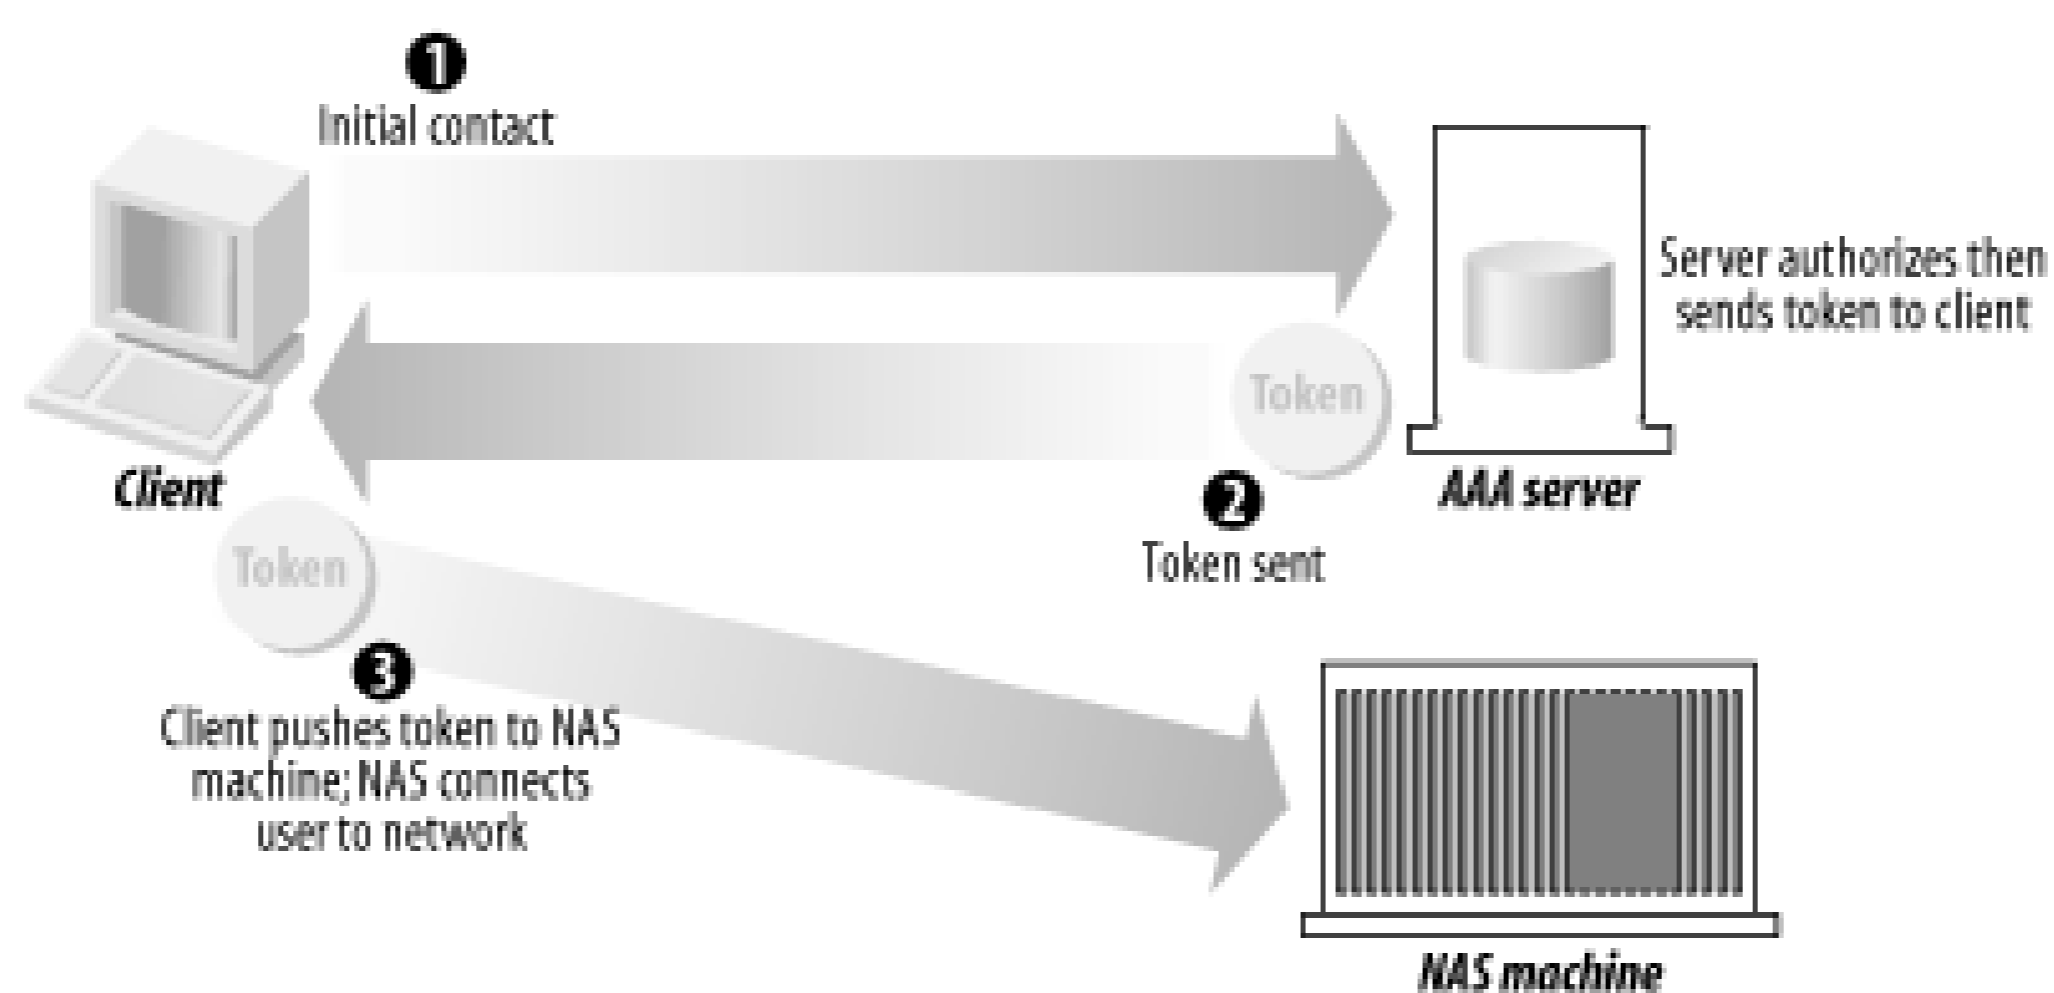 1
Initial contact
Server authorizes then
sends token to client
Token
Client
AAA server
2
Token sent
Token
3
Client pushes token to NAS
machine; NAS connects
user to network
NAS machine